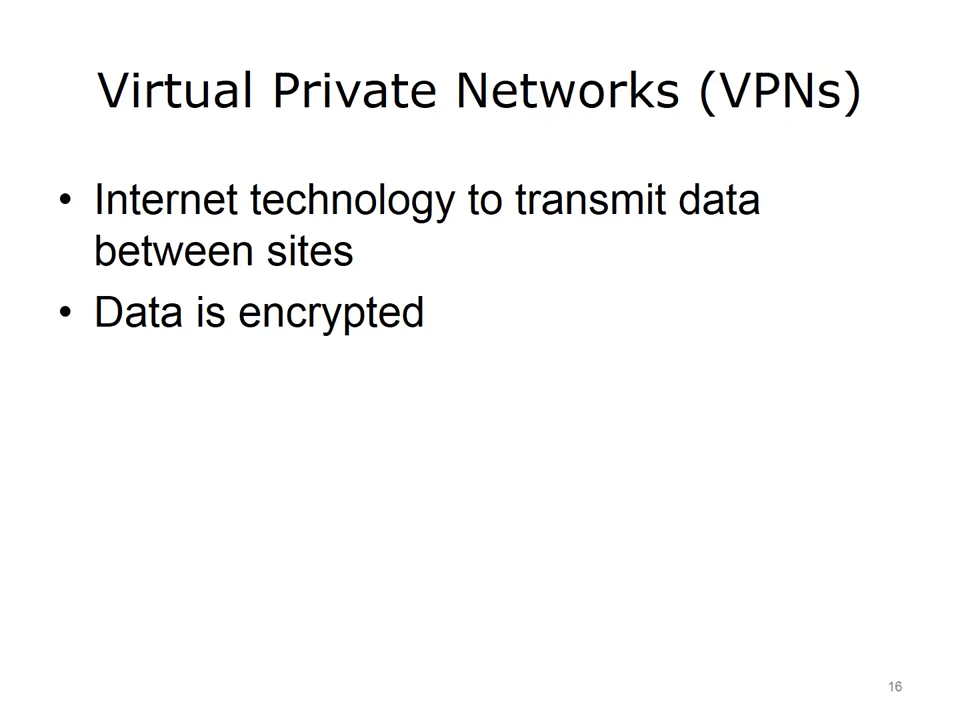 Virtual Private Networks (VPNs)
• Internet technology to transmit data
between sites
• Data is encrypted
16